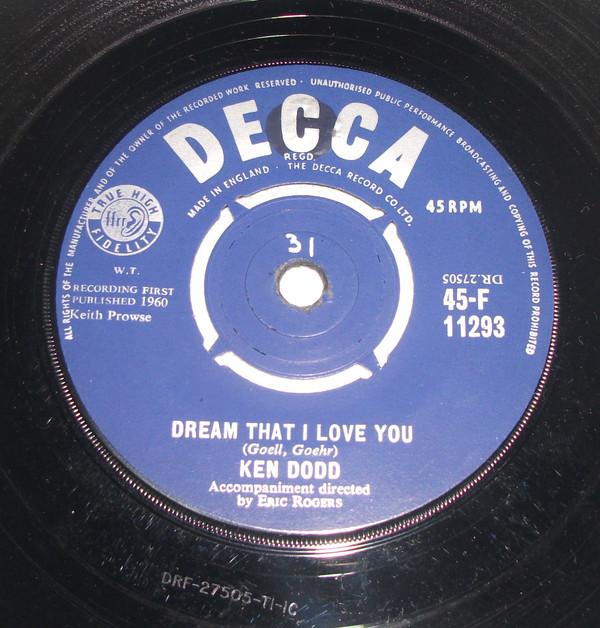 ALL RIGHTS OF THE MANUFACTURER AND OF THE OWNER OF THE RECORDED WORK RESERVED · UNAUTHORISED PUBLIC PERFORMANCE BROADCASTING AND COPYING OF THIS RECORD PROHIBITED
DECCA
REGD.
MADE IN ENGLAND · THE DECCA RECORD CO. LTD.
TRUE HIGH
ffrr
FIDELITY
45 RPM
31
W.T.
RECORDING FIRST
PUBLISHED 1960
Keith Prowse
DR.27505
45-F
11293
DREAM THAT I LOVE YOU
(Goell, Goehr)
KEN DODD
Accompaniment directed
by ERIC ROGERS
DRF-27505-T1-1C